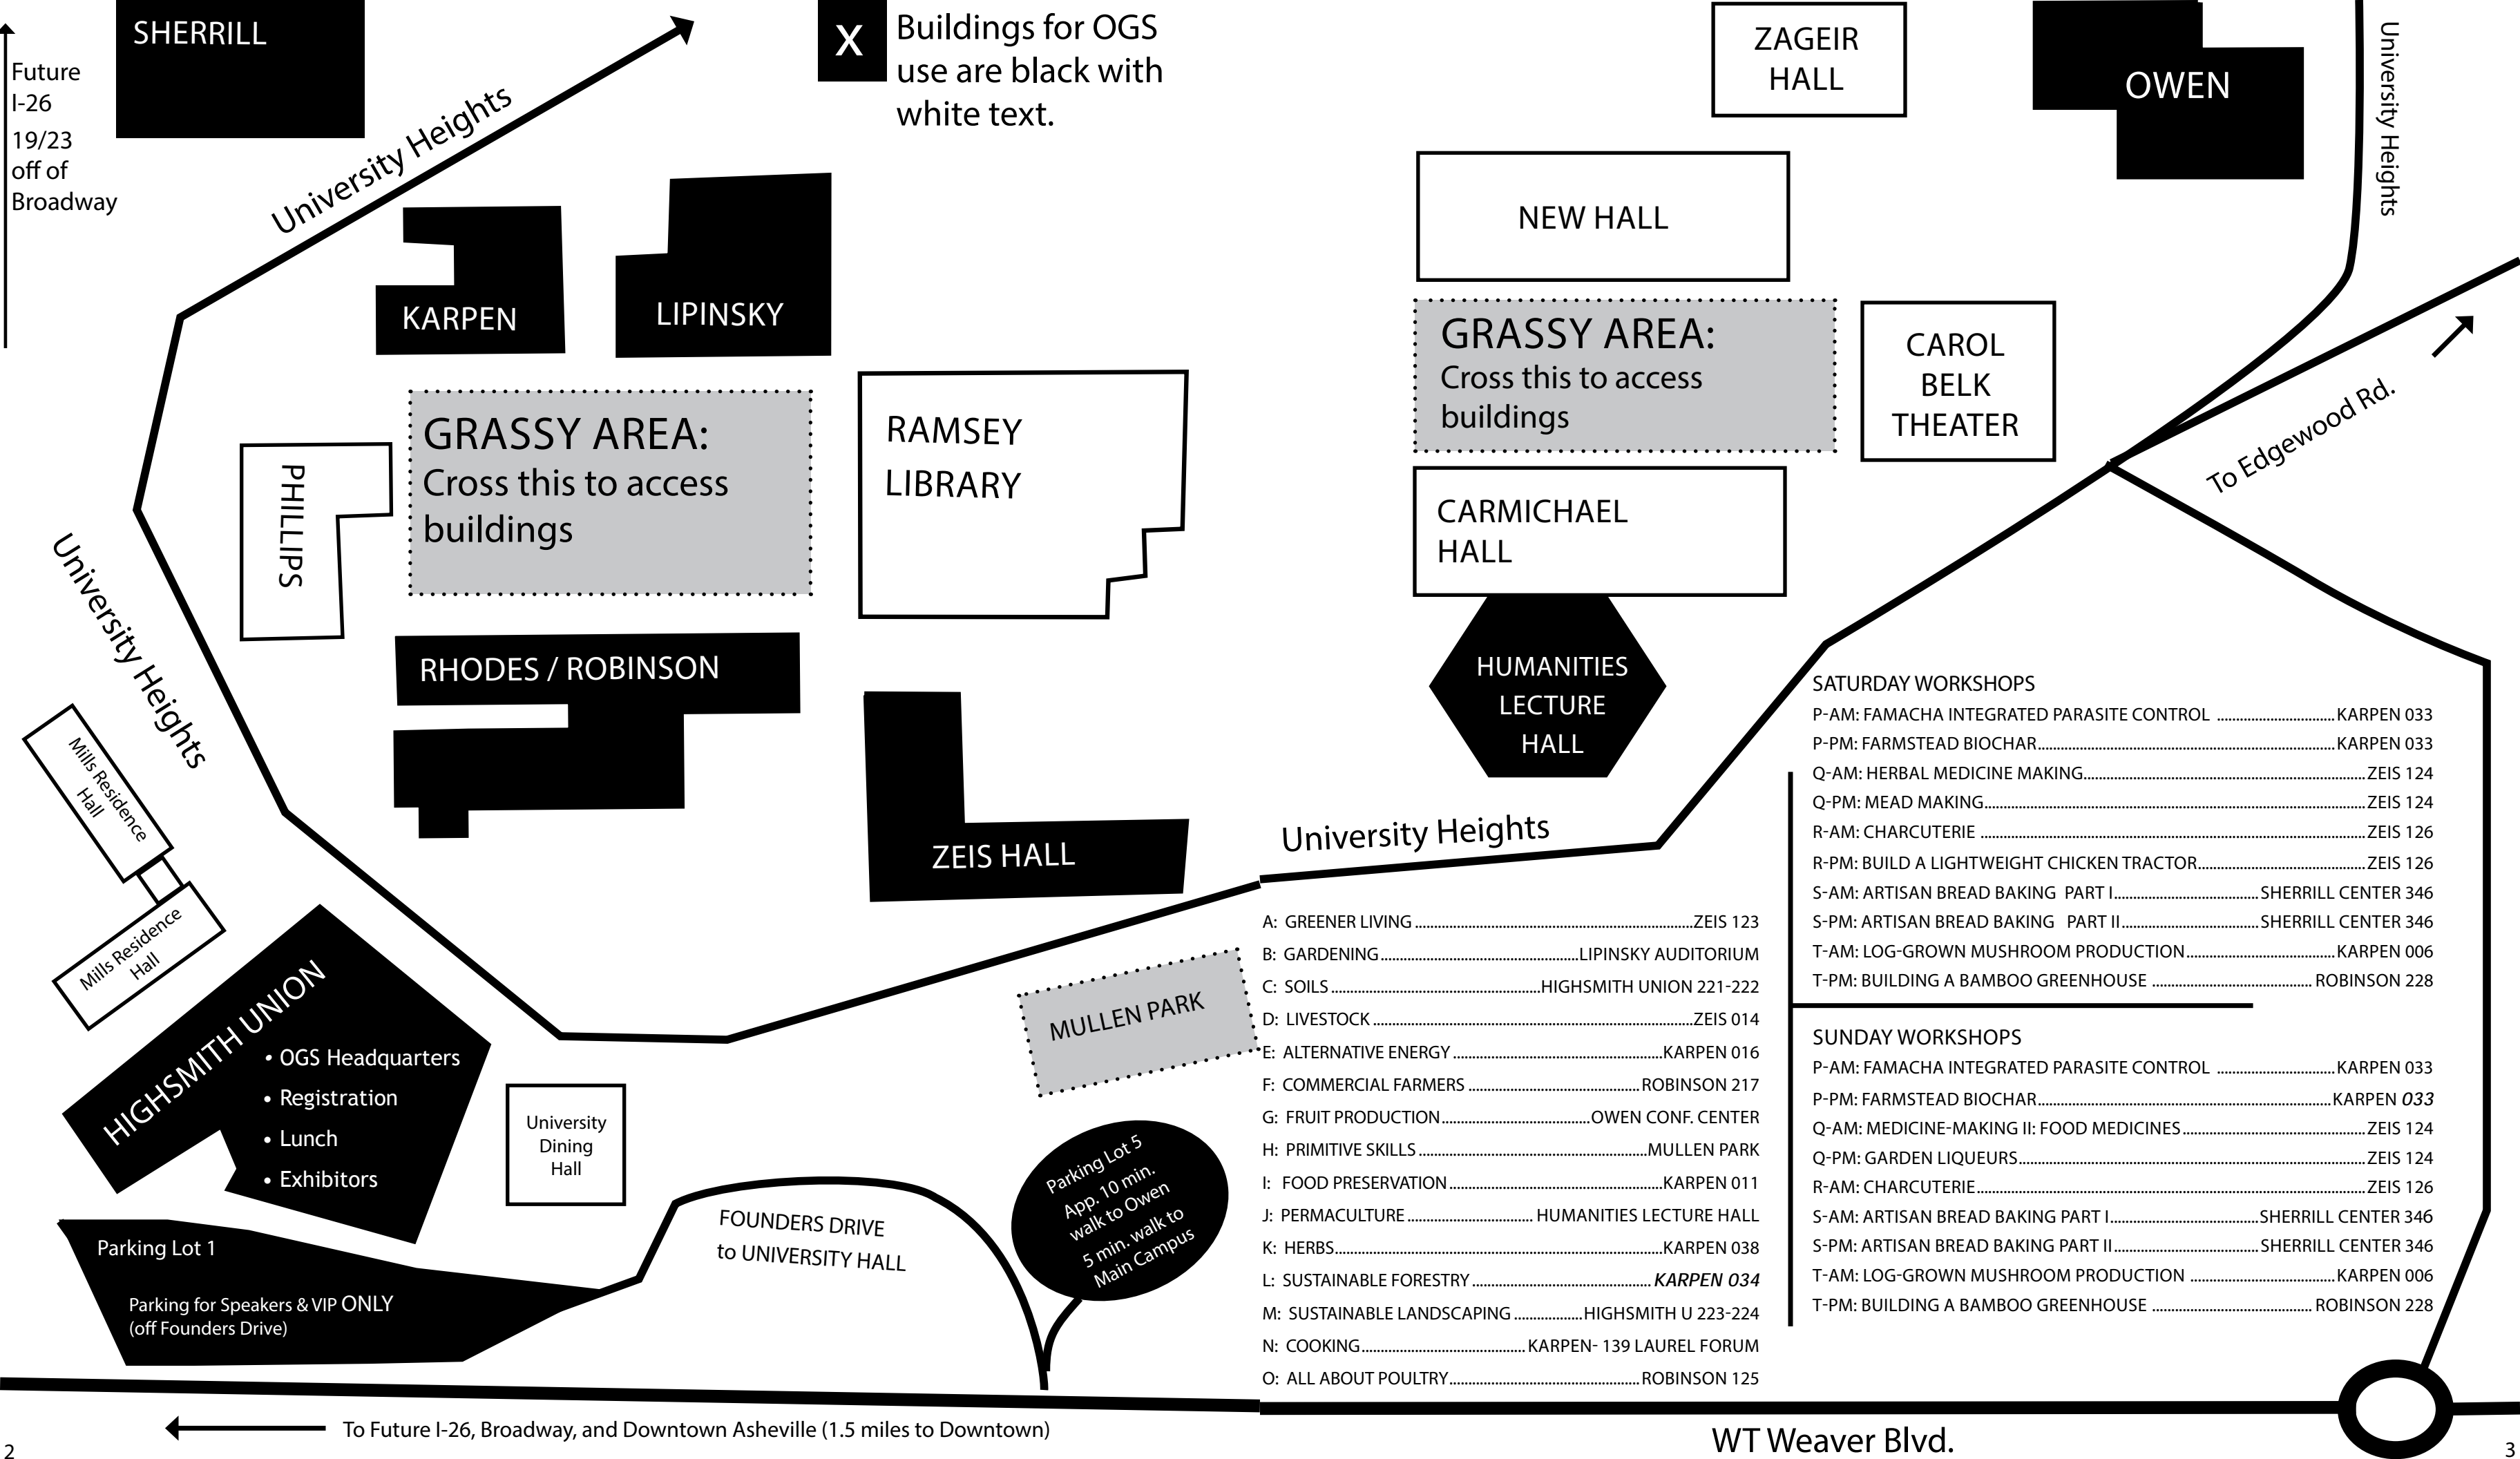 SHERRILL
Future
I-26
19/23
off of
Broadway
University Heights
X
Buildings for OGS
use are black with
white text.
ZAGEIR
HALL
OWEN
University Heights
NEW HALL
KARPEN
LIPINSKY
GRASSY AREA:
Cross this to access
buildings
CAROL
BELK
THEATER
To Edgewood Rd.
PHILLIPS
GRASSY AREA:
Cross this to access
buildings
RAMSEY
LIBRARY
CARMICHAEL
HALL
University Heights
RHODES / ROBINSON
HUMANITIES
LECTURE
HALL
Mills Residence
Hall
Mills Residence
Hall
ZEIS HALL
University Heights
HIGHSMITH UNION
• OGS Headquarters
• Registration
• Lunch
• Exhibitors
University
Dining
Hall
MULLEN PARK
Parking Lot 5
App. 10 min.
walk to Owen
5 min. walk to
Main Campus
FOUNDERS DRIVE
to UNIVERSITY HALL
Parking Lot 1
Parking for Speakers & VIP ONLY
(off Founders Drive)
A: GREENER LIVING ........ ZEIS 123
B: GARDENING ........ LIPINSKY AUDITORIUM
C: SOILS ........ HIGHSMITH UNION 221-222
D: LIVESTOCK ........ ZEIS 014
E: ALTERNATIVE ENERGY ........ KARPEN 016
F: COMMERCIAL FARMERS ........ ROBINSON 217
G: FRUIT PRODUCTION ........ OWEN CONF. CENTER
H: PRIMITIVE SKILLS ........ MULLEN PARK
I: FOOD PRESERVATION ........ KARPEN 011
J: PERMACULTURE ........ HUMANITIES LECTURE HALL
K: HERBS ........ KARPEN 038
L: SUSTAINABLE FORESTRY ........ KARPEN 034
M: SUSTAINABLE LANDSCAPING ........ HIGHSMITH U 223-224
N: COOKING ........ KARPEN- 139 LAUREL FORUM
O: ALL ABOUT POULTRY ........ ROBINSON 125
SATURDAY WORKSHOPS
P-AM: FAMACHA INTEGRATED PARASITE CONTROL ........ KARPEN 033
P-PM: FARMSTEAD BIOCHAR ........ KARPEN 033
Q-AM: HERBAL MEDICINE MAKING ........ ZEIS 124
Q-PM: MEAD MAKING ........ ZEIS 124
R-AM: CHARCUTERIE ........ ZEIS 126
R-PM: BUILD A LIGHTWEIGHT CHICKEN TRACTOR ........ ZEIS 126
S-AM: ARTISAN BREAD BAKING PART I ........ SHERRILL CENTER 346
S-PM: ARTISAN BREAD BAKING PART II ........ SHERRILL CENTER 346
T-AM: LOG-GROWN MUSHROOM PRODUCTION ........ KARPEN 006
T-PM: BUILDING A BAMBOO GREENHOUSE ........ ROBINSON 228
SUNDAY WORKSHOPS
P-AM: FAMACHA INTEGRATED PARASITE CONTROL ........ KARPEN 033
P-PM: FARMSTEAD BIOCHAR ........ KARPEN 033
Q-AM: MEDICINE-MAKING II: FOOD MEDICINES ........ ZEIS 124
Q-PM: GARDEN LIQUEURS ........ ZEIS 124
R-AM: CHARCUTERIE ........ ZEIS 126
S-AM: ARTISAN BREAD BAKING PART I ........ SHERRILL CENTER 346
S-PM: ARTISAN BREAD BAKING PART II ........ SHERRILL CENTER 346
T-AM: LOG-GROWN MUSHROOM PRODUCTION ........ KARPEN 006
T-PM: BUILDING A BAMBOO GREENHOUSE ........ ROBINSON 228
To Future I-26, Broadway, and Downtown Asheville (1.5 miles to Downtown)
WT Weaver Blvd.
2
3